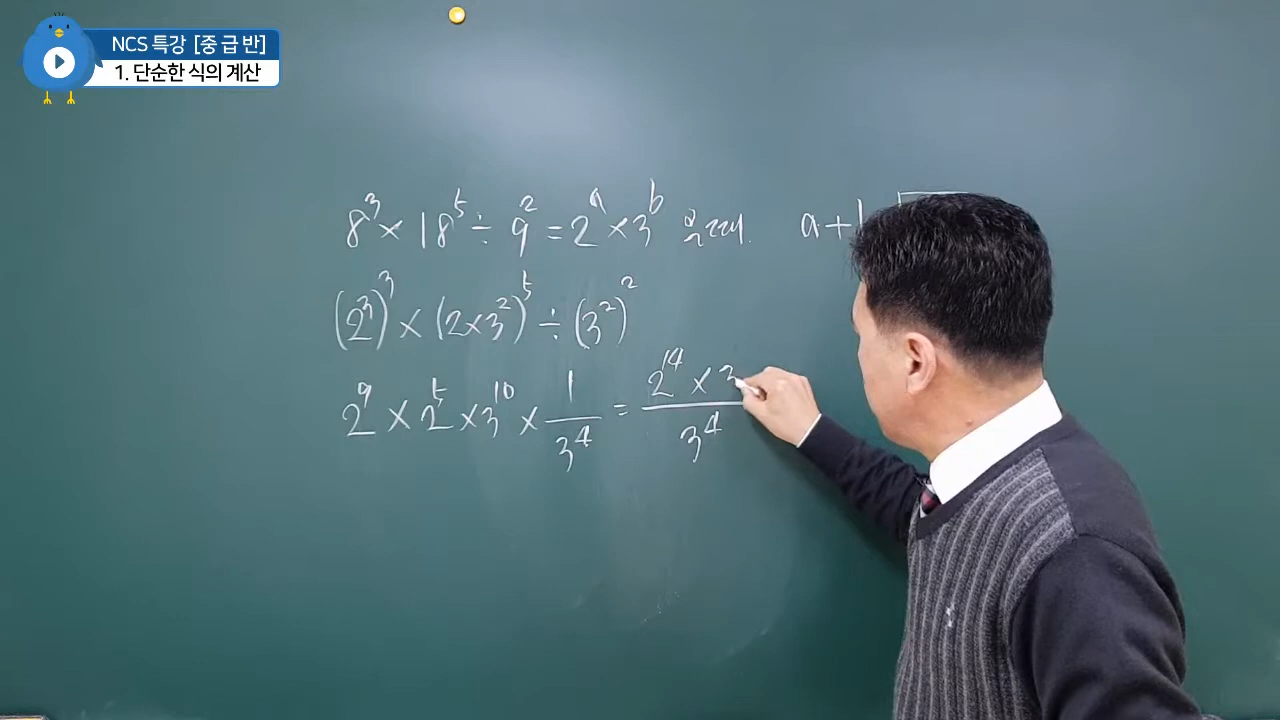 NCS 특강 [중급반]
1. 단순한 식의 계산
8³ × 18⁵ ÷ 9² = 2ᵃ × 3ᵇ 일 때. a +
(2³)³ × (2×3²)⁵ ÷ (3²)²
2⁹ × 2⁵ × 3¹⁰ × 1/3⁴ = 2¹⁴ × 3/3⁴